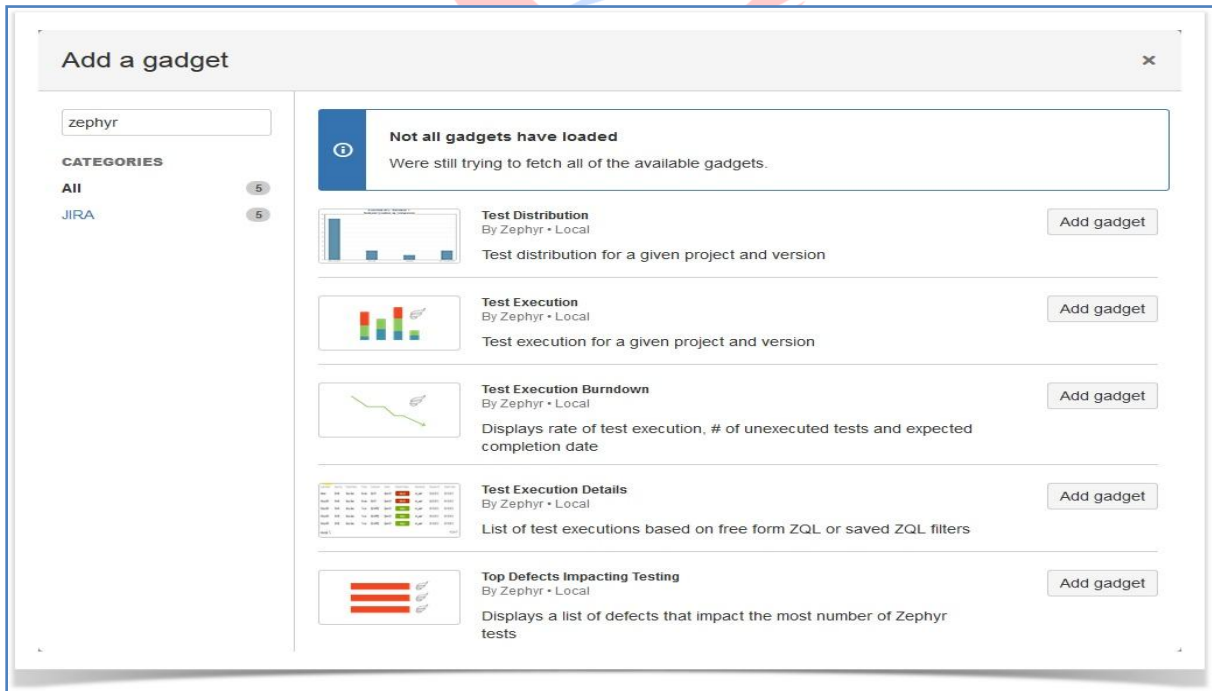 Add a gadget
×
zephyr
CATEGORIES
All 5
JIRA 5
Not all gadgets have loaded
Were still trying to fetch all of the available gadgets.
Test Distribution
By Zephyr • Local
Test distribution for a given project and version
Add gadget
Test Execution
By Zephyr • Local
Test execution for a given project and version
Add gadget
Test Execution Burndown
By Zephyr • Local
Displays rate of test execution, # of unexecuted tests and expected
completion date
Add gadget
Test Execution Details
By Zephyr • Local
List of test executions based on free form ZQL or saved ZQL filters
Add gadget
Top Defects Impacting Testing
By Zephyr • Local
Displays a list of defects that impact the most number of Zephyr
tests
Add gadget